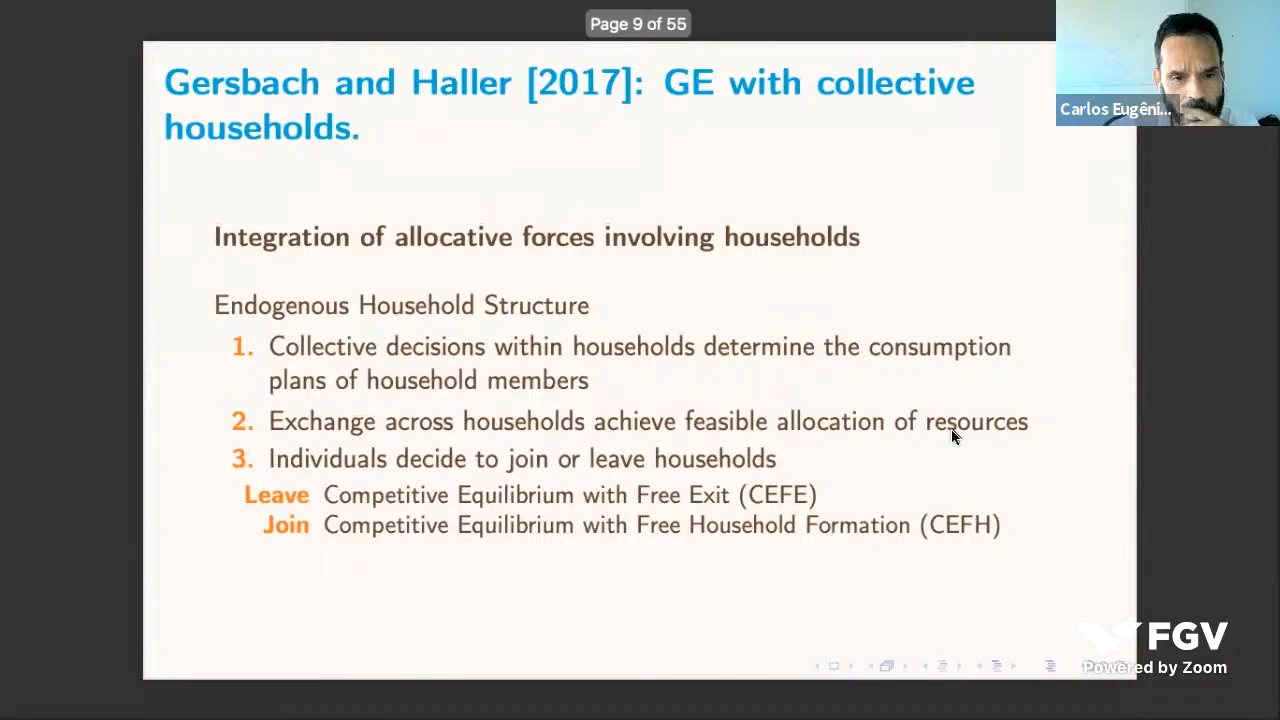 Page 9 of 55
Gersbach and Haller [2017]: GE with collective
households.
Carlos Eugêni...
Integration of allocative forces involving households
Endogenous Household Structure
1. Collective decisions within households determine the consumption
plans of household members
2. Exchange across households achieve feasible allocation of resources
3. Individuals decide to join or leave households
Leave Competitive Equilibrium with Free Exit (CEFE)
Join Competitive Equilibrium with Free Household Formation (CEFH)
FGV
Powered by Zoom